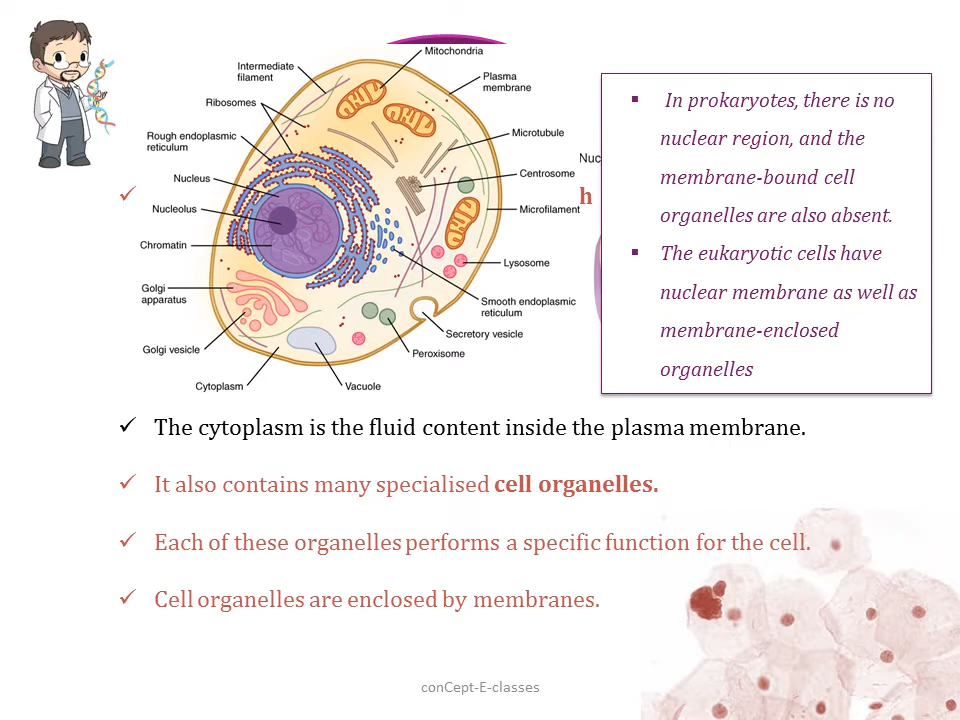 Mitochondria
Intermediate
filament
Plasma
membrane
Ribosomes
Rough endoplasmic
reticulum
Microtubule
Nucleus
Centrosome
Nucleolus
Microfilament
Chromatin
Lysosome
Golgi
apparatus
Smooth endoplasmic
reticulum
Secretory vesicle
Golgi vesicle
Peroxisome
Cytoplasm
Vacuole
Nuc
✓ h
▪ In prokaryotes, there is no
nuclear region, and the
membrane-bound cell
organelles are also absent.
▪ The eukaryotic cells have
nuclear membrane as well as
membrane-enclosed
organelles
✓ The cytoplasm is the fluid content inside the plasma membrane.
✓ It also contains many specialised cell organelles.
✓ Each of these organelles performs a specific function for the cell.
✓ Cell organelles are enclosed by membranes.
conCept-E-classes